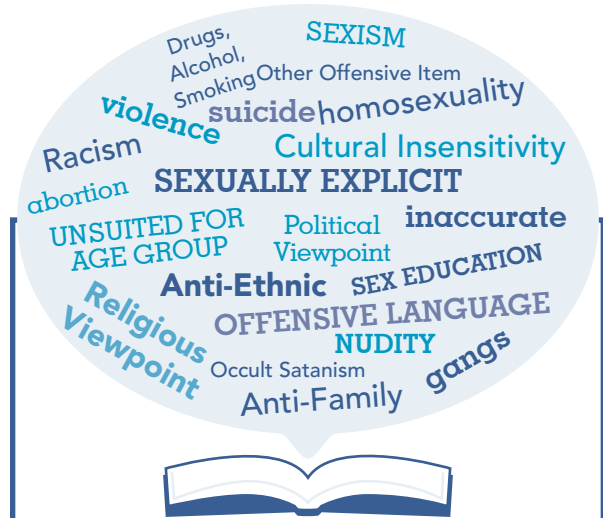 Drugs,
Alcohol,
Smoking
SEXISM
Other Offensive Item
violence
suicide
homosexuality
Racism
Cultural Insensitivity
abortion
SEXUALLY EXPLICIT
UNSUITED FOR
AGE GROUP
Political
Viewpoint
inaccurate
Anti-Ethnic
SEX EDUCATION
Religious
Viewpoint
OFFENSIVE LANGUAGE
NUDITY
Occult Satanism
gangs
Anti-Family